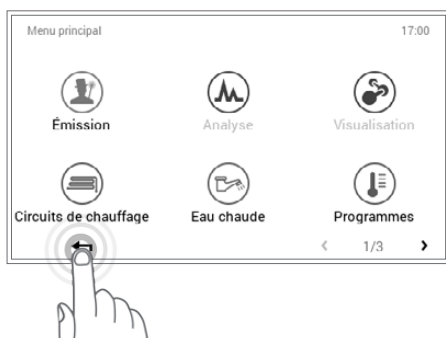 Menu principal 17:00
Émission Analyse Visualisation
Circuits de chauffage Eau chaude Programmes
1/3